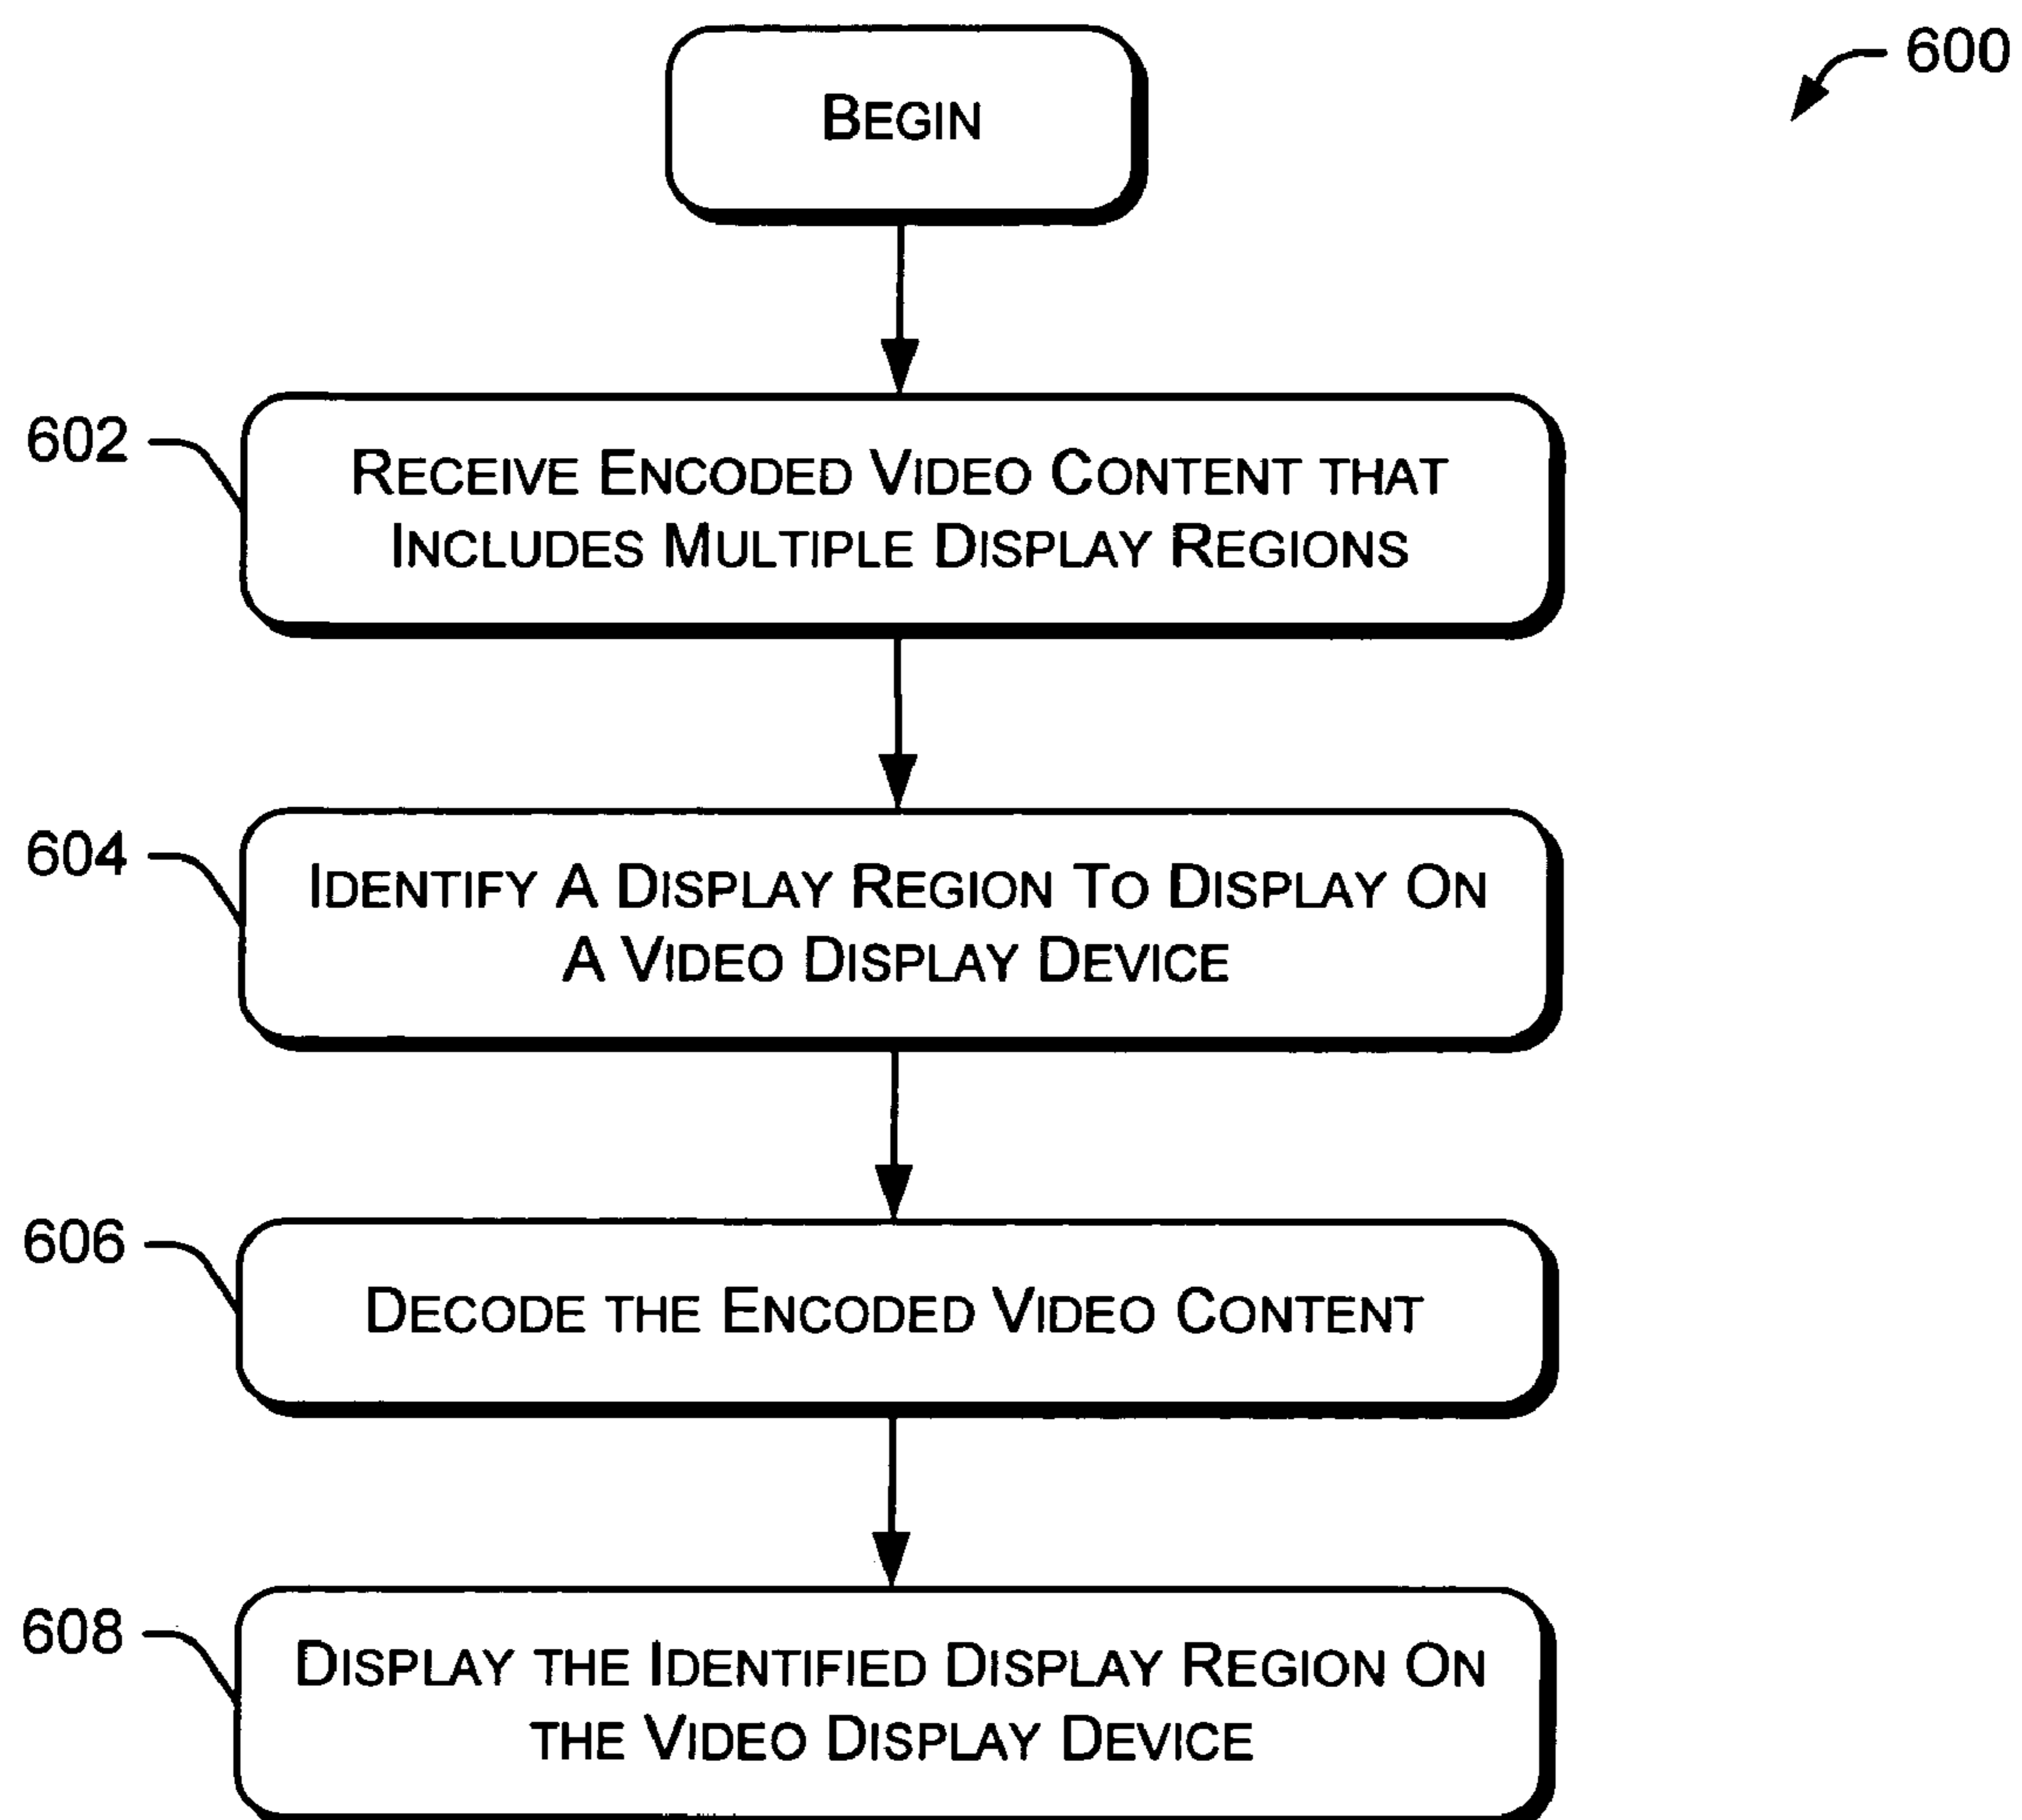 BEGIN
600
602
RECEIVE ENCODED VIDEO CONTENT THAT
INCLUDES MULTIPLE DISPLAY REGIONS
604
IDENTIFY A DISPLAY REGION TO DISPLAY ON
A VIDEO DISPLAY DEVICE
606
DECODE THE ENCODED VIDEO CONTENT
608
DISPLAY THE IDENTIFIED DISPLAY REGION ON
THE VIDEO DISPLAY DEVICE